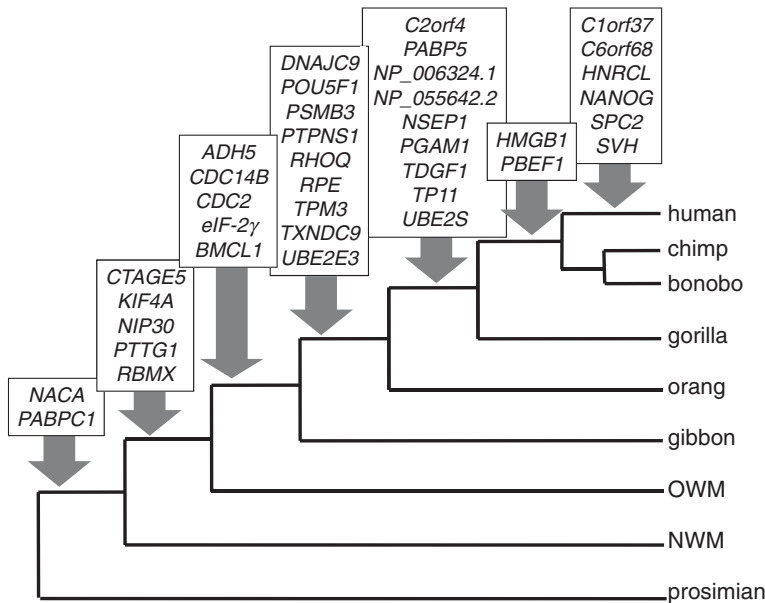 NACA
PABPC1
CTAGE5
KIF4A
NIP30
PTTG1
RBMX
ADH5
CDC14B
CDC2
eIF-2γ
BMCL1
DNAJC9
POU5F1
PSMB3
PTPNS1
RHOQ
RPE
TPM3
TXNDC9
UBE2E3
C2orf4
PABP5
NP_006324.1
NP_055642.2
NSEP1
PGAM1
TDGF1
TP11
UBE2S
HMGB1
PBEF1
C1orf37
C6orf68
HNRCL
NANOG
SPC2
SVH
human
chimp
bonobo
gorilla
orang
gibbon
OWM
NWM
prosimian